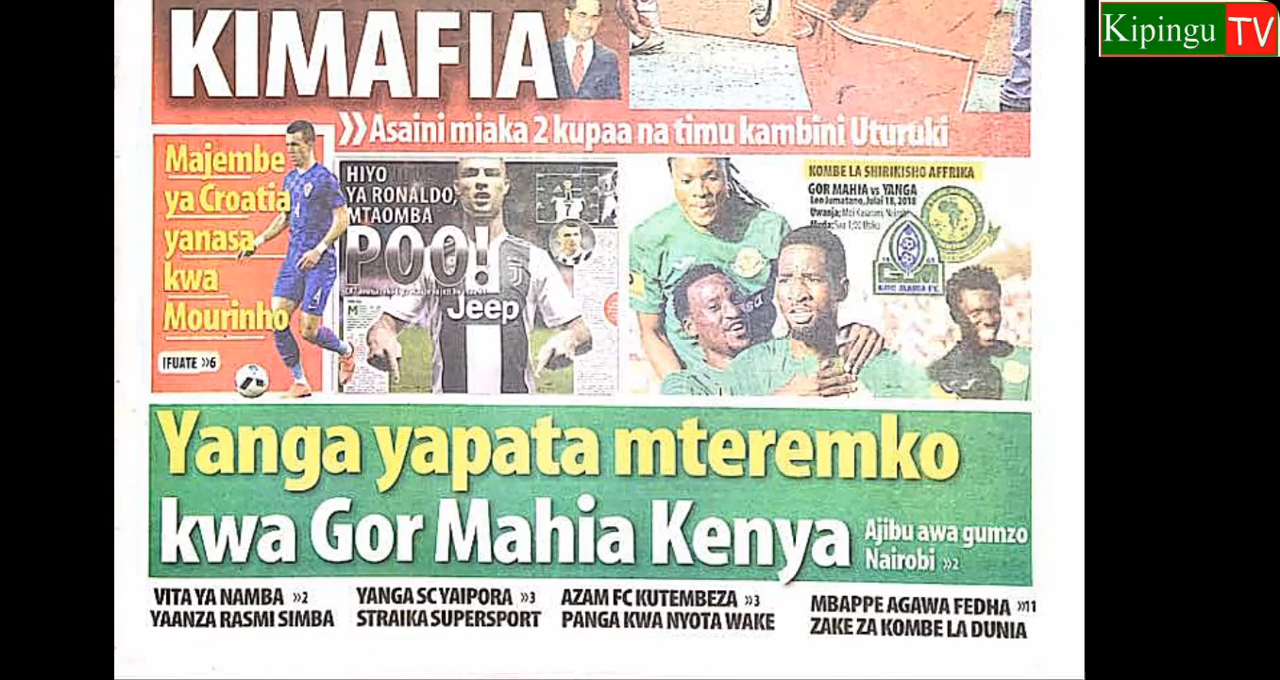 Kipingu TV
KIMAFIA
»Asaini miaka 2 kupaa na timu kambini Uturuki
Majembe
ya Croatia
yanasa
kwa
Mourinho
IFUATE »6
HIYO
YA RONALDO,
MTAOMBA
POO!
Jeep
KOMBE LA SHIRIKISHO AFFRIKA
GOR MAHIA vs YANGA
Leo Jumatano, Julai 18, 2018
Yanga yapata mteremko
kwa Gor Mahia Kenya
Ajibu awa gumzo
Nairobi »2
VITA YA NAMBA »2
YAANZA RASMI SIMBA
YANGA SC YAIPORA »3
STRAIKA SUPERSPORT
AZAM FC KUTEMBEZA »3
PANGA KWA NYOTA WAKE
MBAPPE AGAWA FEDHA »11
ZAKE ZA KOMBE LA DUNIA